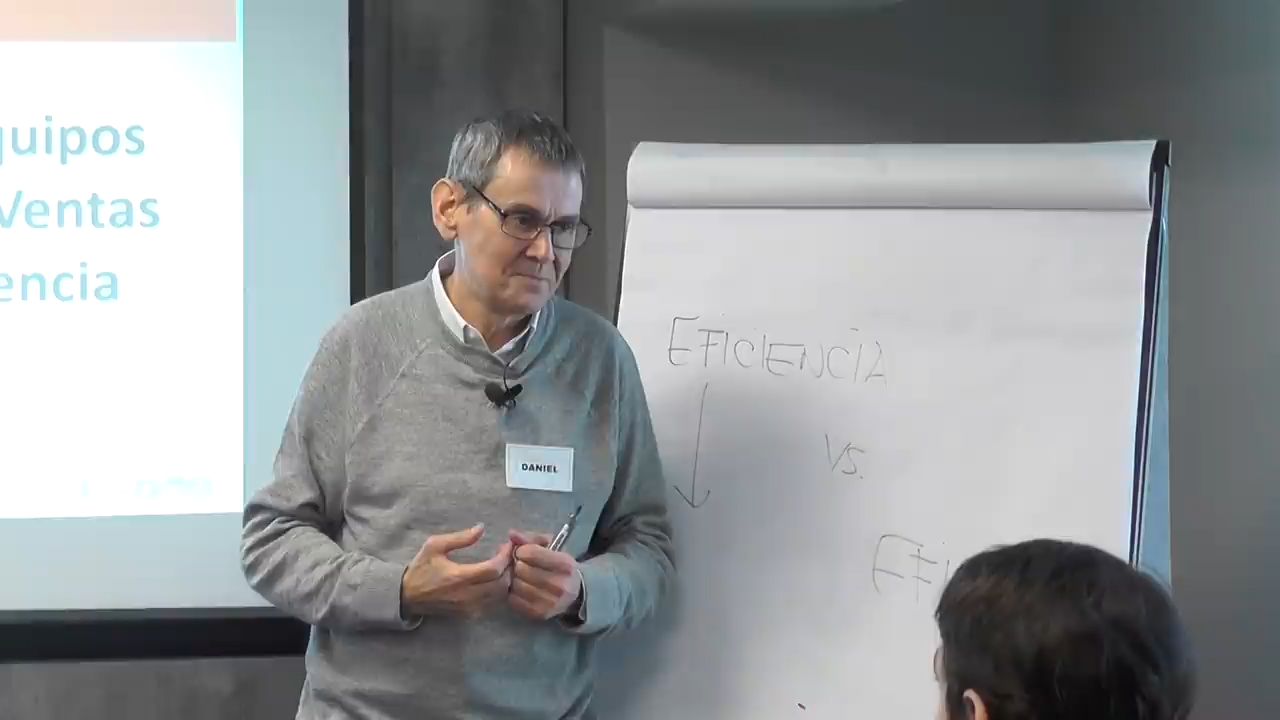 quipos
Ventas
encia
DANIEL
EFICIENCIA
VS.
EFI